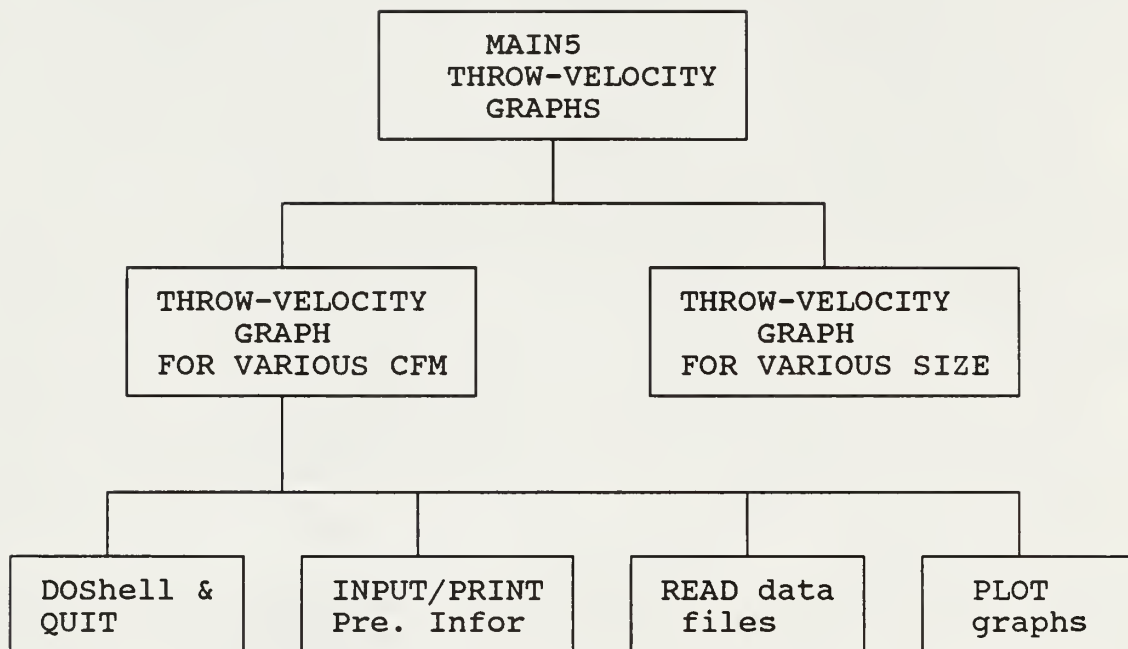 MAIN5
THROW-VELOCITY
GRAPHS
THROW-VELOCITY
GRAPH
FOR VARIOUS CFM
THROW-VELOCITY
GRAPH
FOR VARIOUS SIZE
DOShell &
QUIT
INPUT/PRINT
Pre. Infor
READ data
files
PLOT
graphs